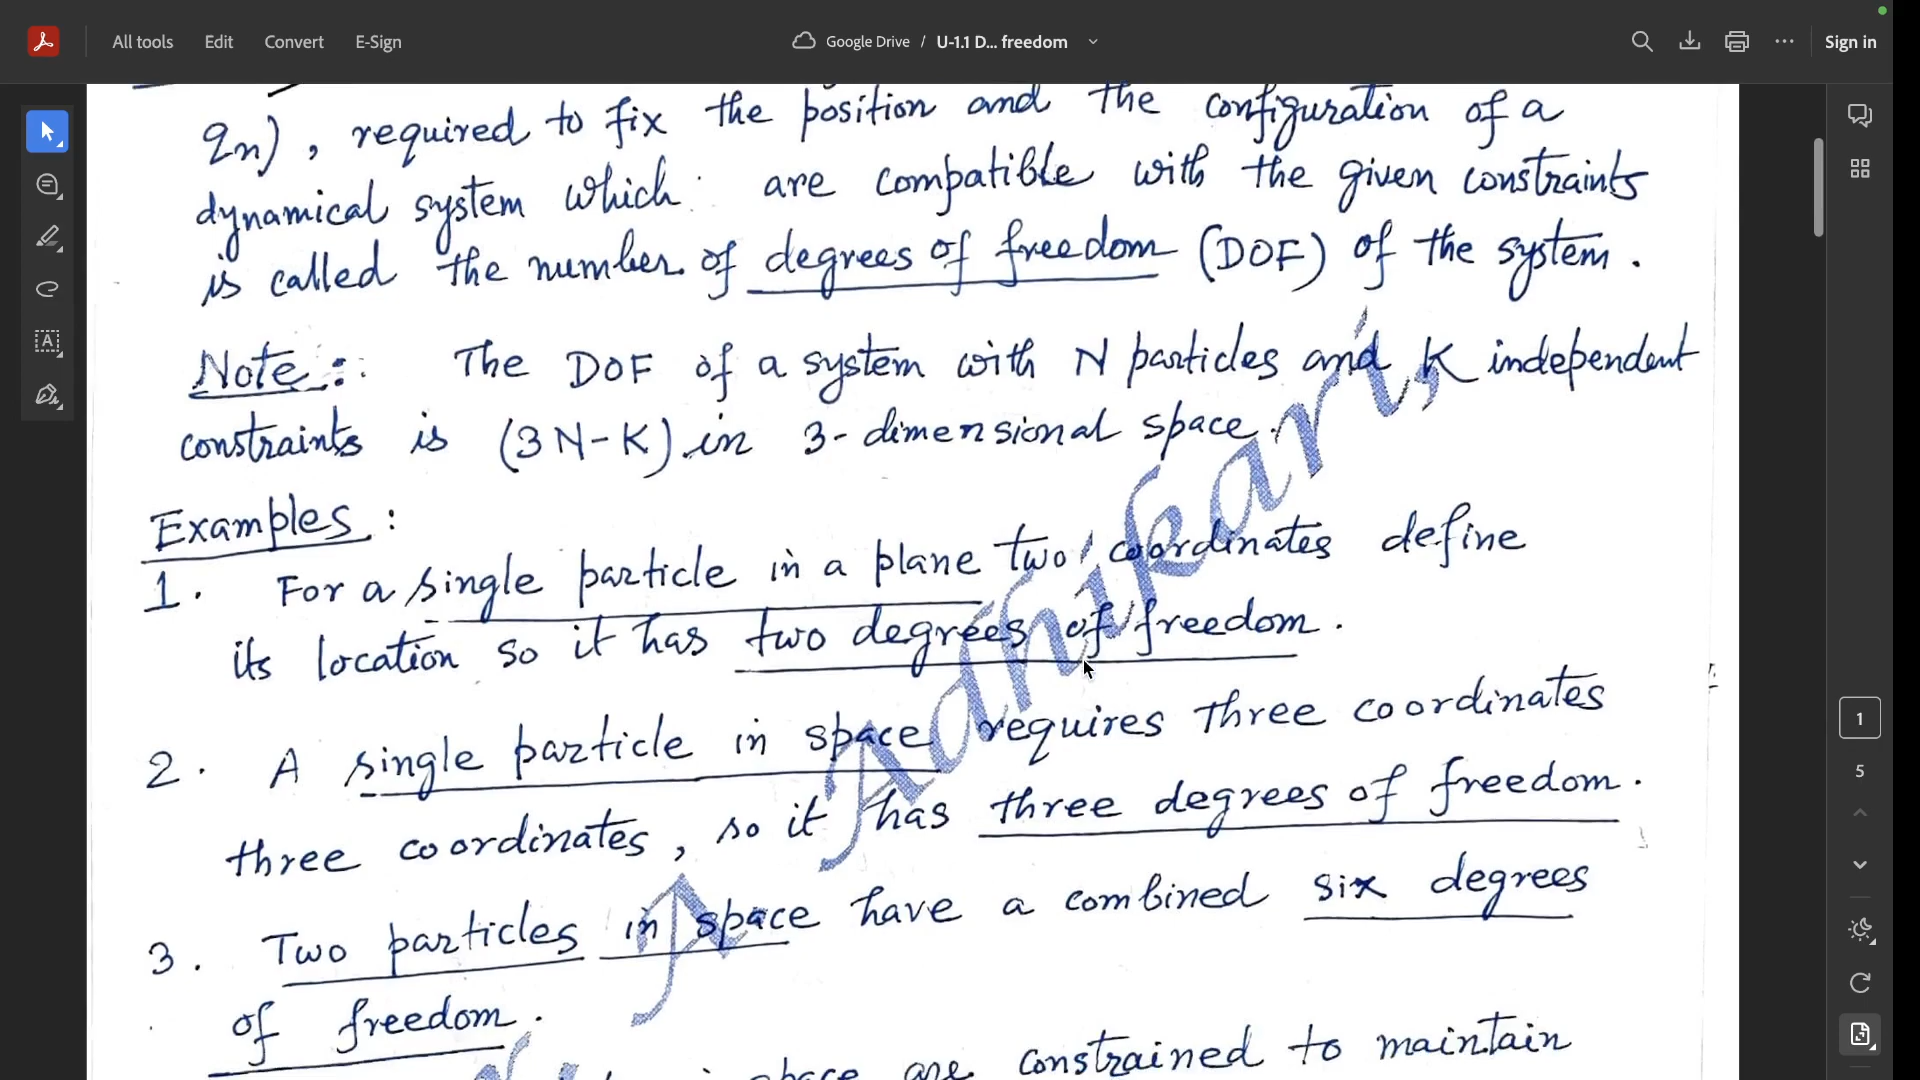 All tools Edit Convert E-Sign Google Drive / U-1.1 D... freedom Sign in
qn), required to fix the position and the configuration of a
dynamical system which are compatible with the given constraints
is called the number of degrees of freedom (DOF) of the system.
Note: The DOF of a system with N particles and K independent
constraints is (3N-K) in 3-dimensional space.
Examples:
1. For a single particle in a plane two coordinates define
its location so it has two degrees of freedom.
2. A single particle in space requires three coordinates
three coordinates, so it has three degrees of freedom.
3. Two particles in space have a combined six degrees
of freedom.
space are constrained to maintain
Adhikari
1
5